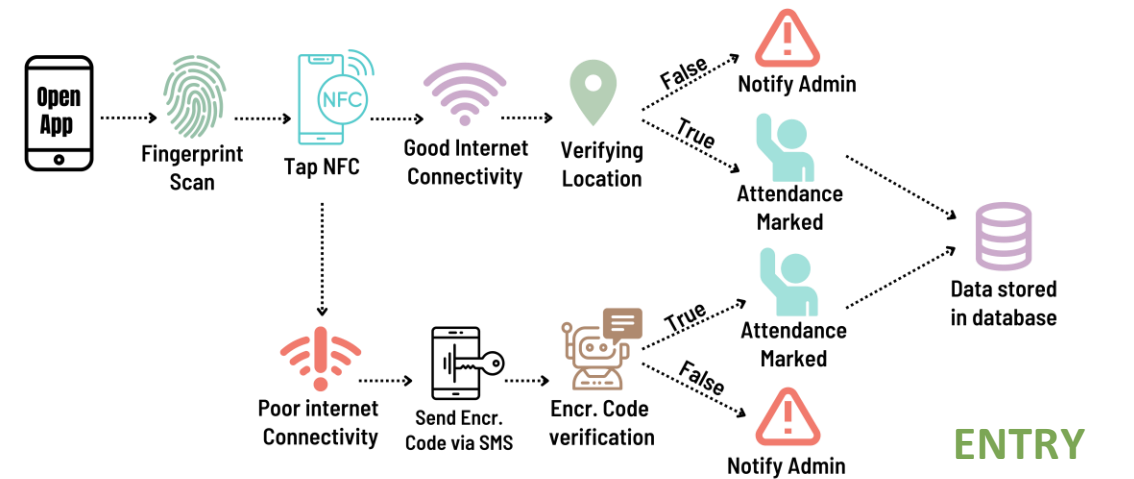 Open
App
Fingerprint
Scan
NFC
Tap NFC
Good Internet
Connectivity
Verifying
Location
False
Notify Admin
True
Attendance
Marked
Data stored
in database
Poor internet
Connectivity
Send Encr.
Code via SMS
Encr. Code
verification
True
Attendance
Marked
False
Notify Admin
ENTRY